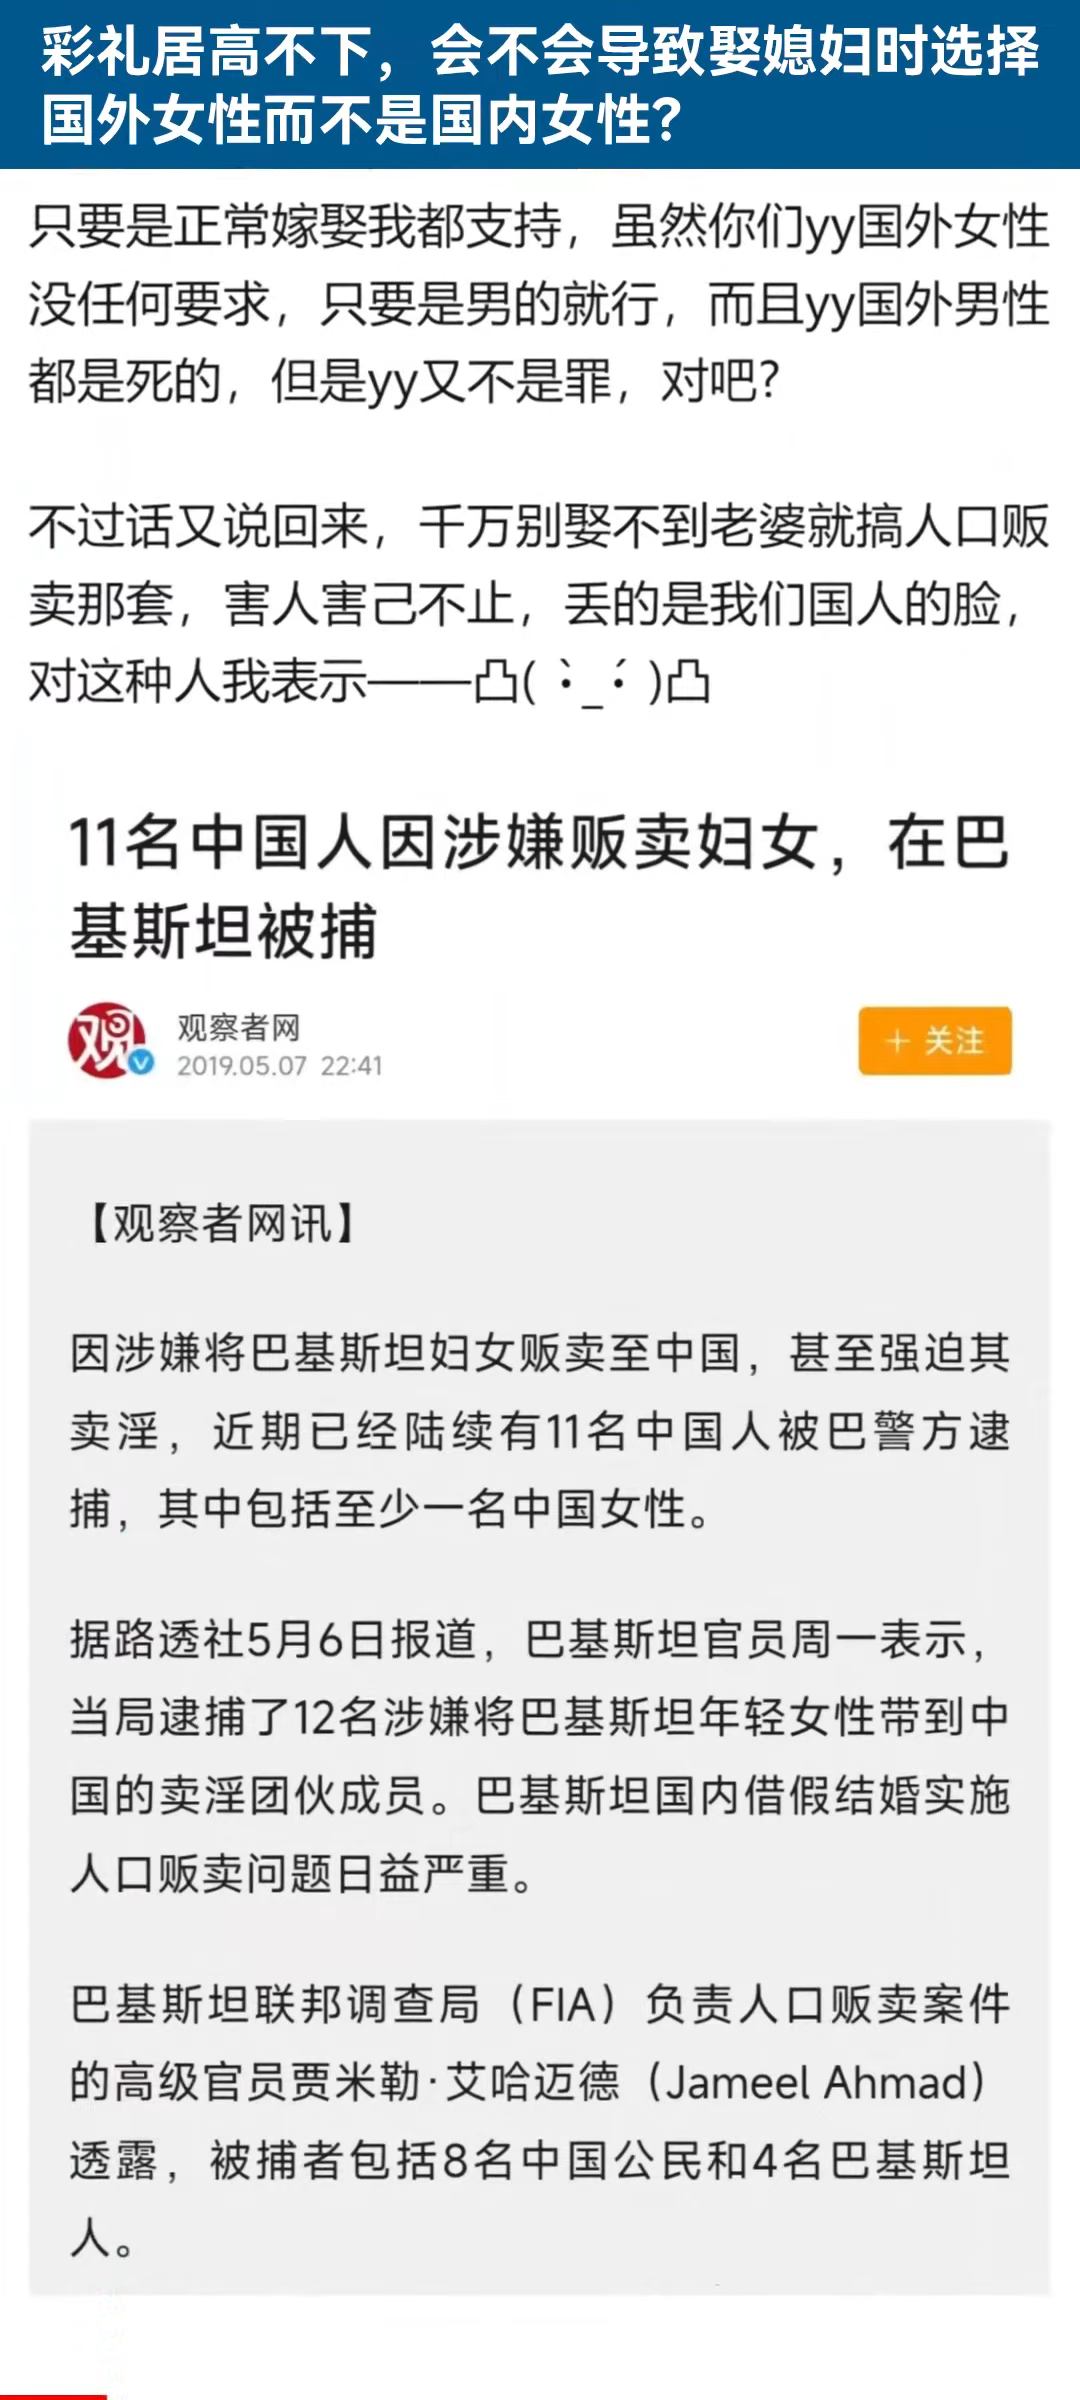 彩礼居高不下，会不会导致娶媳妇时选择
国外女性而不是国内女性？
只要是正常嫁娶我都支持，虽然你们yy国外女性
没任何要求，只要是男的就行，而且yy国外男性
都是死的，但是yy又不是罪，对吧？
不过话又说回来，千万别娶不到老婆就搞人口贩
卖那套，害人害己不止，丢的是我们国人的脸，
对这种人我表示——凸( •̀_•́ )凸
11名中国人因涉嫌贩卖妇女，在巴
基斯坦被捕
观
观察者网
2019.05.07 22:41
+ 关注
【观察者网讯】
因涉嫌将巴基斯坦妇女贩卖至中国，甚至强迫其
卖淫，近期已经陆续有11名中国人被巴警方逮
捕，其中包括至少一名中国女性。
据路透社5月6日报道，巴基斯坦官员周一表示，
当局逮捕了12名涉嫌将巴基斯坦年轻女性带到中
国的卖淫团伙成员。巴基斯坦国内借假结婚实施
人口贩卖问题日益严重。
巴基斯坦联邦调查局（FIA）负责人口贩卖案件
的高级官员贾米勒·艾哈迈德（Jameel Ahmad）
透露，被捕者包括8名中国公民和4名巴基斯坦
人。